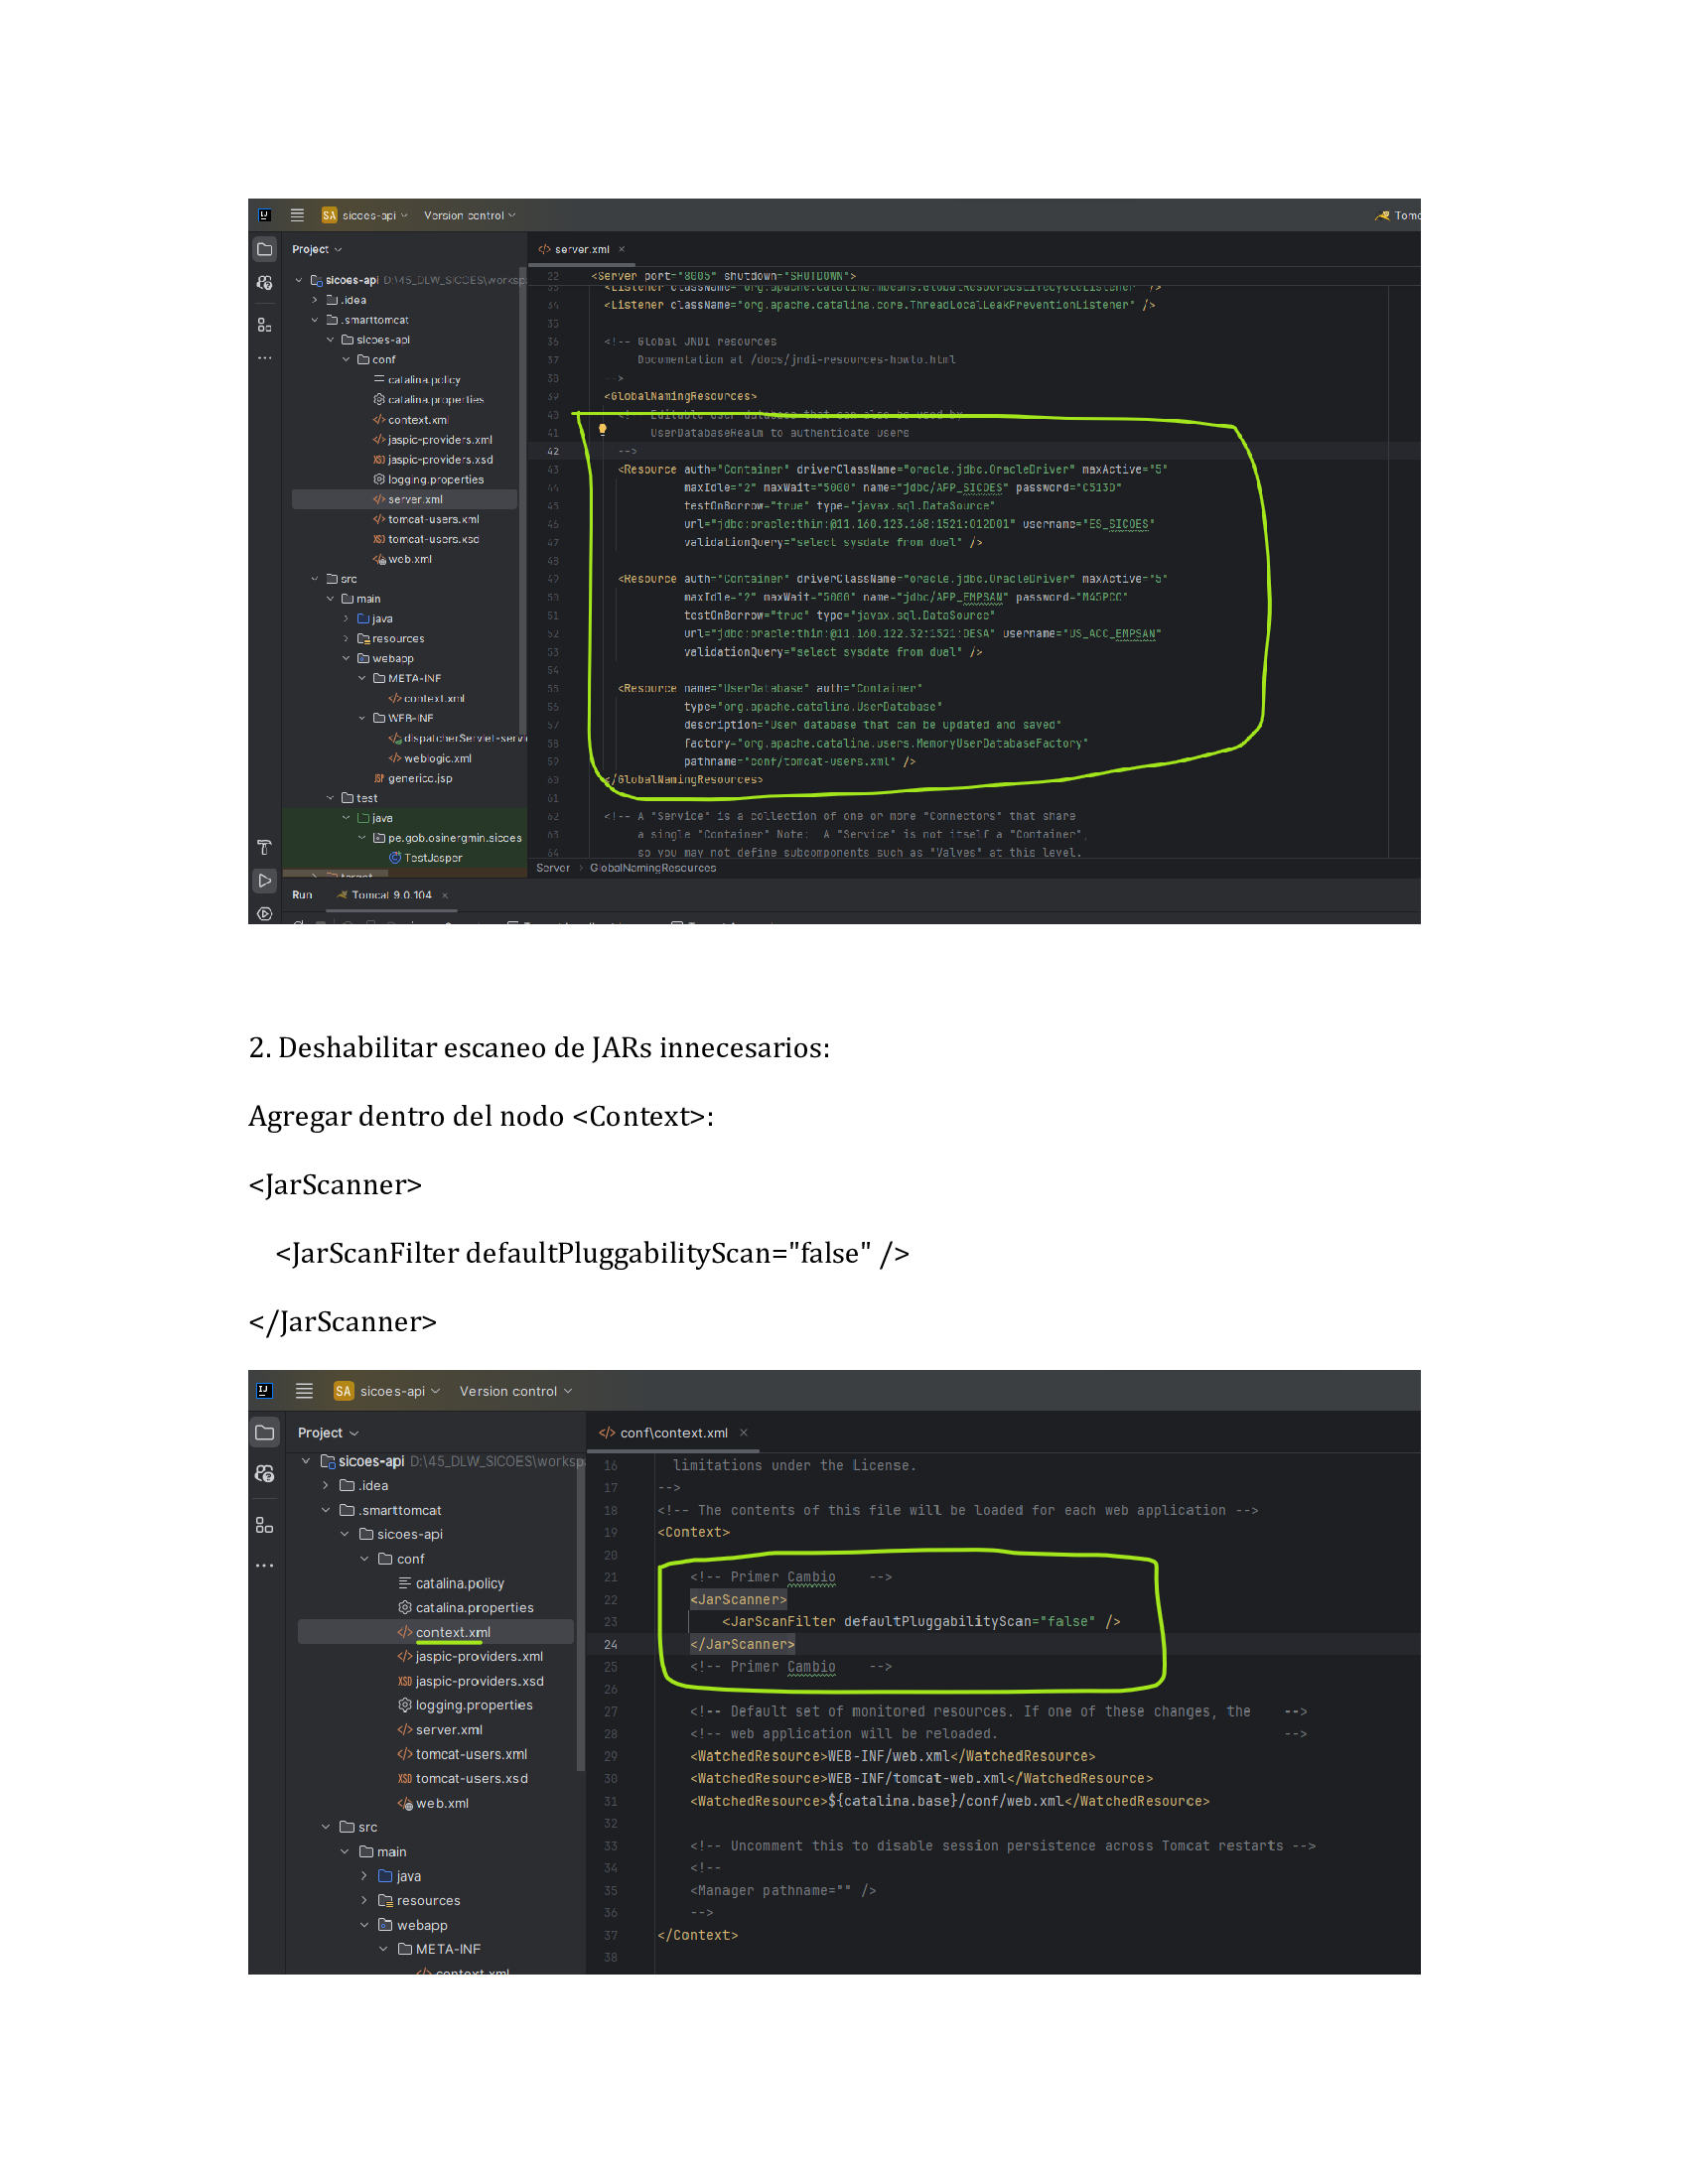 SA sicoes-api Version control
Project
server.xml
sicoes-api D:\45_DLW_SICOES\worksp
.idea
.smarttomcat
sicoes-api
conf
catalina.policy
catalina.properties
context.xml
jaspic-providers.xml
jaspic-providers.xsd
logging.properties
server.xml
tomcat-users.xml
tomcat-users.xsd
web.xml
src
main
java
resources
webapp
META-INF
context.xml
WEB-INF
dispatcherServlet-servl
weblogic.xml
generico.jsp
test
java
pe.gob.osinergmin.sicoes
TestJasper
target
22 <Server port="8005" shutdown="SHUTDOWN">
33 <Listener className="org.apache.catalina.mbeans.GlobalResourcesLifecycleListener" />
34 <Listener className="org.apache.catalina.core.ThreadLocalLeakPreventionListener" />
35
36 <!-- Global JNDI resources
37 Documentation at /docs/jndi-resources-howto.html
38 -->
39 <GlobalNamingResources>
40 <!-- Editable user database that can also be used by
41 UserDatabaseRealm to authenticate users
42 -->
43 <Resource auth="Container" driverClassName="oracle.jdbc.OracleDriver" maxActive="5"
44 maxIdle="2" maxWait="5000" name="jdbc/APP_SICOES" password=
45 testOnBorrow="true" type="javax.sql.DataSource"
46 url="jdbc:oracle:thin:@11.160.123.168:1521:012D01" username="ES_SICOES"
47 validationQuery="select sysdate from dual" />
48
49 <Resource auth="Container" driverClassName="oracle.jdbc.OracleDriver" maxActive="5"
50 maxIdle="2" maxWait="5000" name="jdbc/APP_EMPSAN" password=
51 testOnBorrow="true" type="javax.sql.DataSource"
52 url="jdbc:oracle:thin:@11.160.122.32:1521:DESA" username="US_ACC_EMPSAN"
53 validationQuery="select sysdate from dual" />
54
55 <Resource name="UserDatabase" auth="Container"
56 type="org.apache.catalina.UserDatabase"
57 description="User database that can be updated and saved"
58 factory="org.apache.catalina.users.MemoryUserDatabaseFactory"
59 pathname="conf/tomcat-users.xml" />
60 </GlobalNamingResources>
61
62 <!-- A "Service" is a collection of one or more "Connectors" that share
63 a single "Container" Note: A "Service" is not itself a "Container",
64 so you may not define subcomponents such as "Valves" at this level.
Server > GlobalNamingResources
Run Tomcat 9.0.104
2. Deshabilitar escaneo de JARs innecesarios:
Agregar dentro del nodo <Context>:
<JarScanner>
<JarScanFilter defaultPluggabilityScan="false" />
</JarScanner>
SA sicoes-api Version control
Project
conf\context.xml
sicoes-api D:\45_DLW_SICOES\worksp
.idea
.smarttomcat
sicoes-api
conf
catalina.policy
catalina.properties
context.xml
jaspic-providers.xml
jaspic-providers.xsd
logging.properties
server.xml
tomcat-users.xml
tomcat-users.xsd
web.xml
src
main
java
resources
webapp
META-INF
context.xml
16 limitations under the License.
17 -->
18 <!-- The contents of this file will be loaded for each web application -->
19 <Context>
20
21 <!-- Primer Cambio -->
22 <JarScanner>
23 <JarScanFilter defaultPluggabilityScan="false" />
24 </JarScanner>
25 <!-- Primer Cambio -->
26
27 <!-- Default set of monitored resources. If one of these changes, the -->
28 <!-- web application will be reloaded. -->
29 <WatchedResource>WEB-INF/web.xml</WatchedResource>
30 <WatchedResource>WEB-INF/tomcat-web.xml</WatchedResource>
31 <WatchedResource>${catalina.base}/conf/web.xml</WatchedResource>
32
33 <!-- Uncomment this to disable session persistence across Tomcat restarts -->
34 <!--
35 <Manager pathname="" />
36 -->
37 </Context>
38